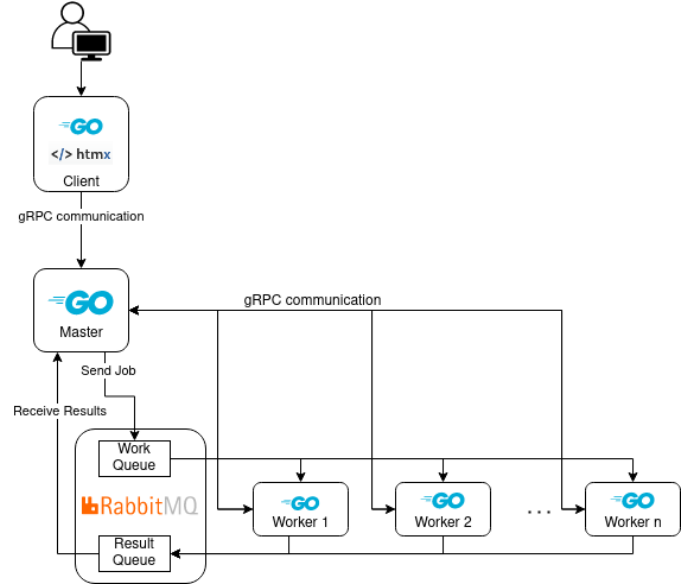 GO
</> htmx
Client
gRPC communication
GO
Master
gRPC communication
Send Job
Receive Results
Work
Queue
RabbitMQ
Result
Queue
GO
Worker 1
GO
Worker 2
...
GO
Worker n